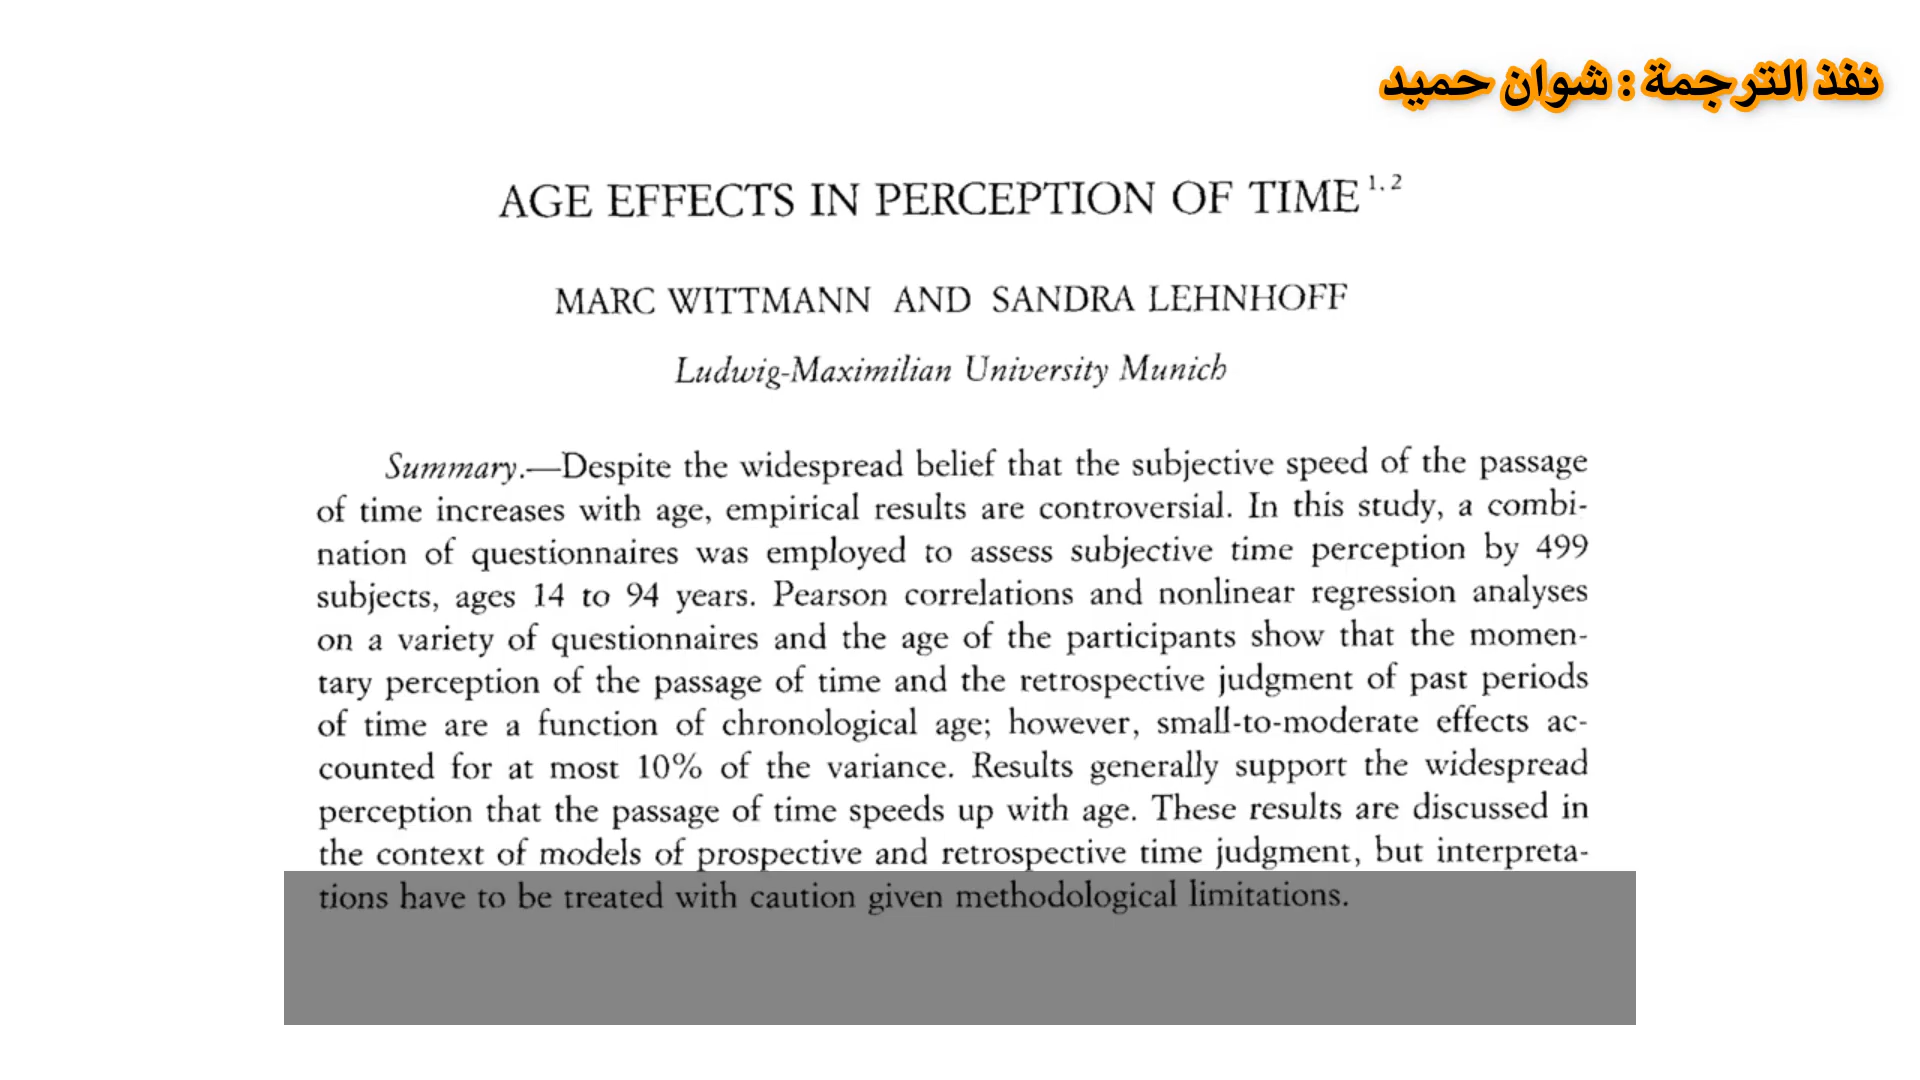 نفذ الترجمة : شوان حميد
AGE EFFECTS IN PERCEPTION OF TIME 1, 2
MARC WITTMANN AND SANDRA LEHNHOFF
Ludwig-Maximilian University Munich
Summary.—Despite the widespread belief that the subjective speed of the passage
of time increases with age, empirical results are controversial. In this study, a combi-
nation of questionnaires was employed to assess subjective time perception by 499
subjects, ages 14 to 94 years. Pearson correlations and nonlinear regression analyses
on a variety of questionnaires and the age of the participants show that the momen-
tary perception of the passage of time and the retrospective judgment of past periods
of time are a function of chronological age; however, small-to-moderate effects ac-
counted for at most 10% of the variance. Results generally support the widespread
perception that the passage of time speeds up with age. These results are discussed in
the context of models of prospective and retrospective time judgment, but interpreta-
tions have to be treated with caution given methodological limitations.